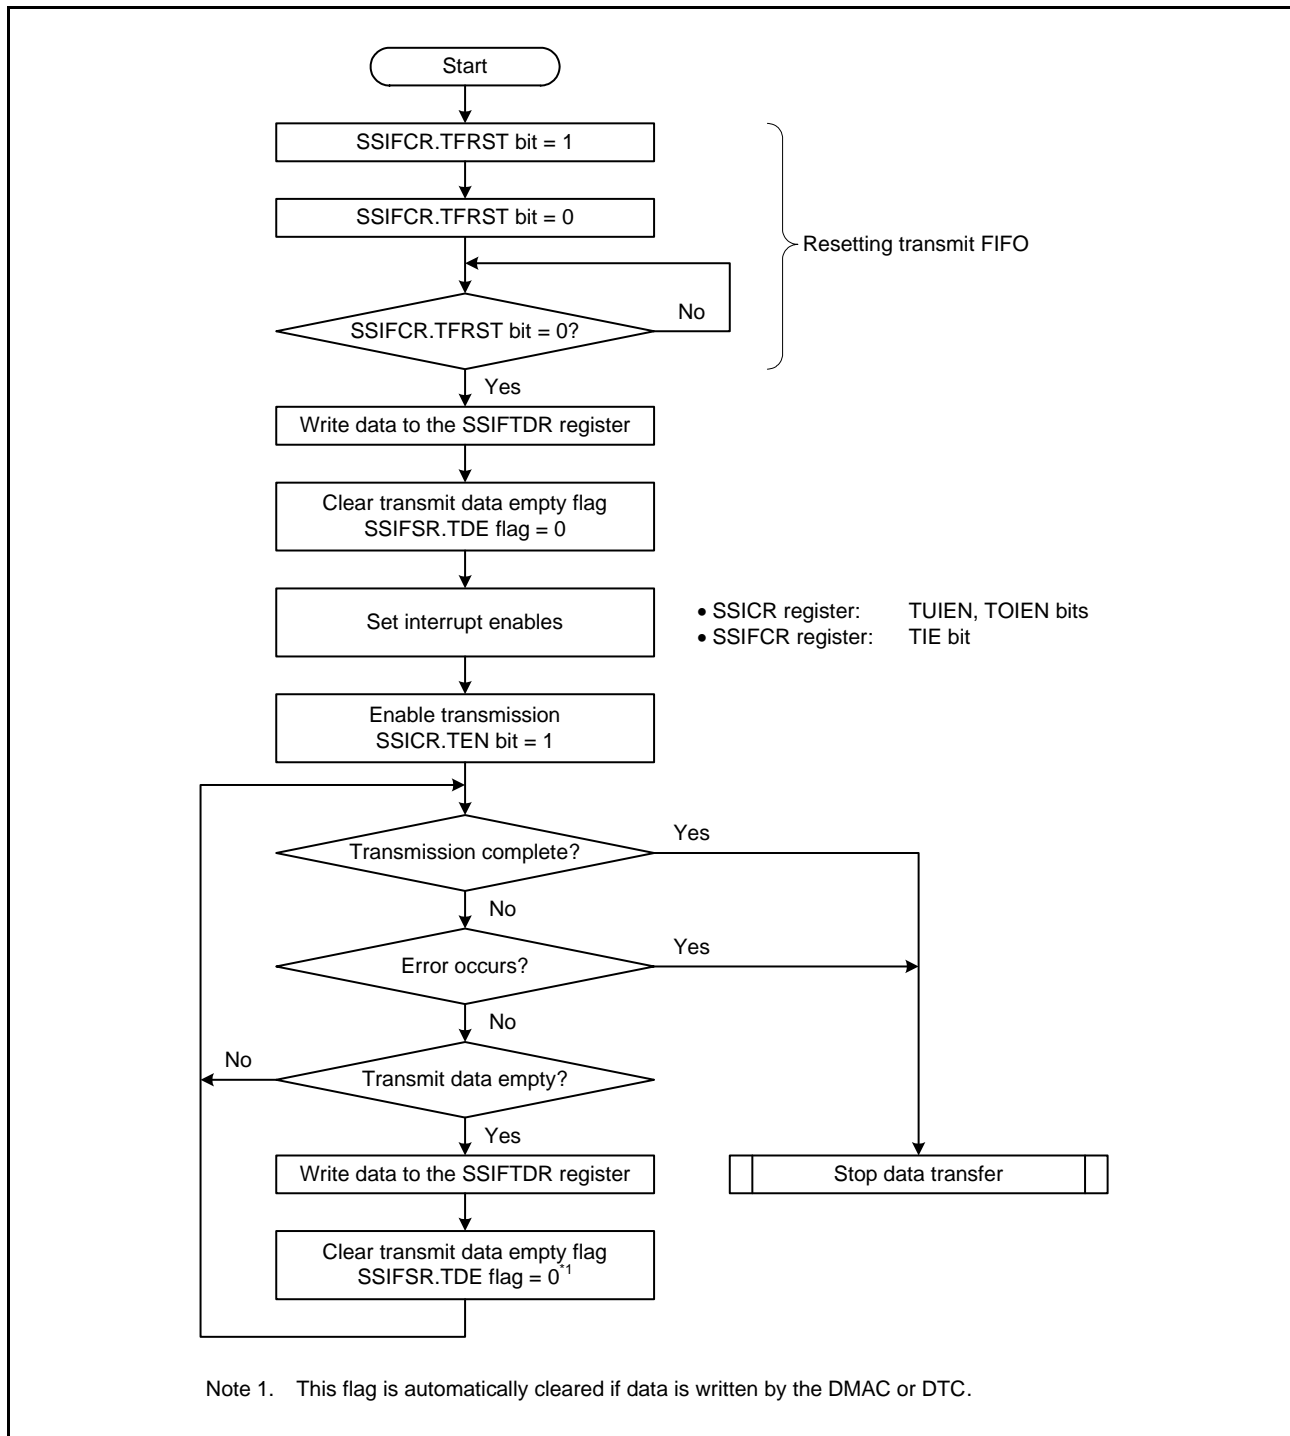 Start
SSIFCR.TFRST bit = 1
SSIFCR.TFRST bit = 0
Resetting transmit FIFO
No
SSIFCR.TFRST bit = 0?
Yes
Write data to the SSIFTDR register
Clear transmit data empty flag
SSIFSR.TDE flag = 0
Set interrupt enables
• SSICR register: TUIEN, TOIEN bits
• SSIFCR register: TIE bit
Enable transmission
SSICR.TEN bit = 1
Transmission complete?
Yes
No
Error occurs?
Yes
No
Transmit data empty?
No
Yes
Write data to the SSIFTDR register
Stop data transfer
Clear transmit data empty flag
SSIFSR.TDE flag = 0*1
Note 1. This flag is automatically cleared if data is written by the DMAC or DTC.